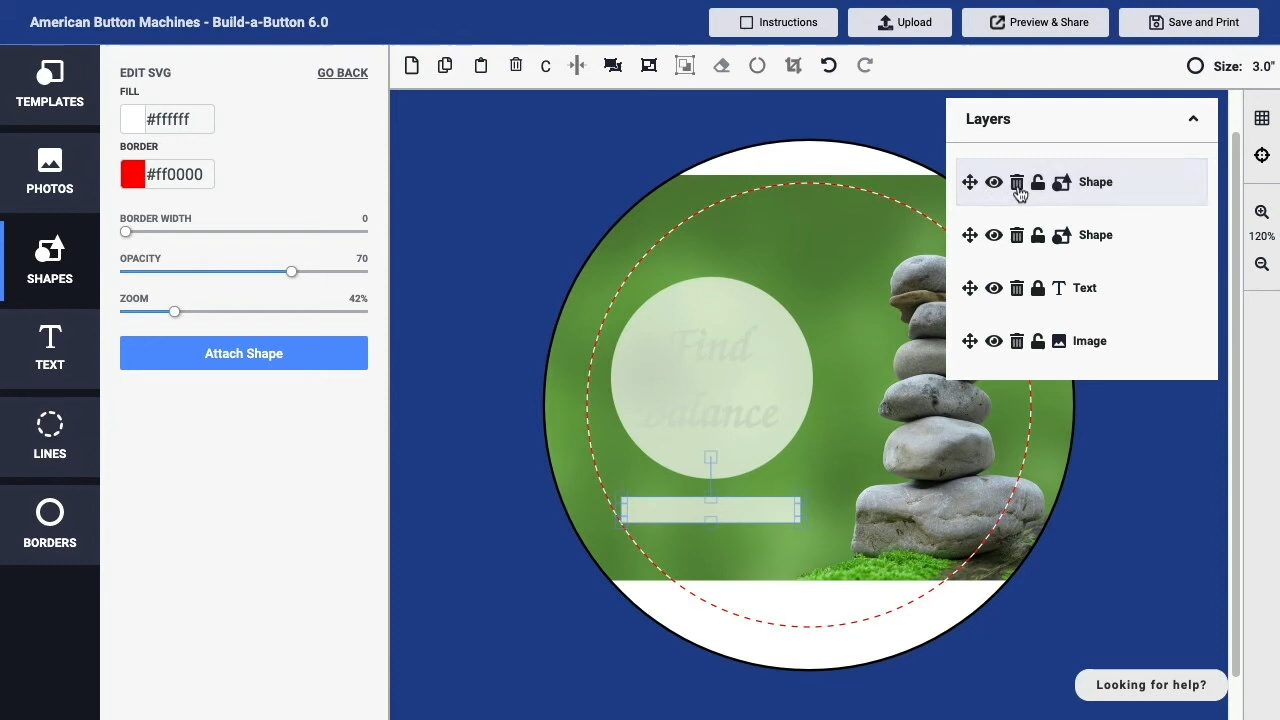 American Button Machines - Build-a-Button 6.0
Instructions
Upload
Preview & Share
Save and Print
TEMPLATES
PHOTOS
SHAPES
TEXT
LINES
BORDERS
EDIT SVG
GO BACK
FILL
#ffffff
BORDER
#ff0000
BORDER WIDTH 0
OPACITY 70
ZOOM 42%
Attach Shape
C
Size: 3.0"
Layers
Shape
Shape
Text
Image
120%
Find
Balance
Looking for help?